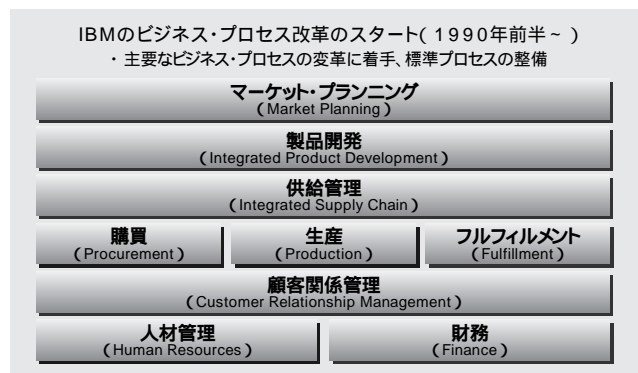 IBMのビジネス・プロセス改革のスタート(1990年前半~)
・主要なビジネス・プロセスの変革に着手、標準プロセスの整備
マーケット・プランニング
(Market Planning)
製品開発
(Integrated Product Development)
供給管理
(Integrated Supply Chain)
購買
(Procurement)
生産
(Production)
フルフィルメント
(Fulfillment)
顧客関係管理
(Customer Relationship Management)
人材管理
(Human Resources)
財務
(Finance)